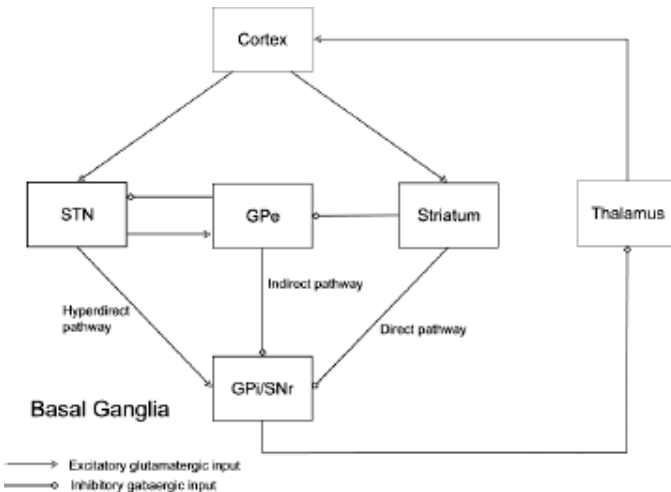 Cortex
STN
GPe
Striatum
Thalamus
Indirect pathway
Hyperdirect
pathway
Direct pathway
GPi/SNr
Basal Ganglia
Excitatory glutamatergic input
Inhibitory gabaergic input